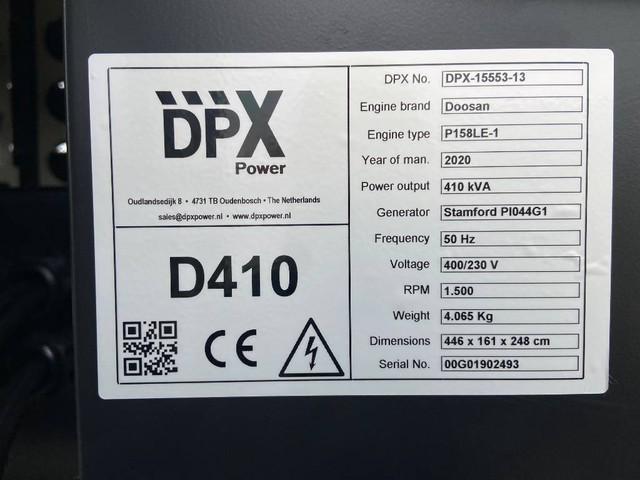 DPX
Power
Oudlandsedijk 8 • 4731 TB Oudenbosch • The Netherlands
sales@dpxpower.nl • www.dpxpower.nl
D410
CE
DPX No. DPX-15553-13
Engine brand Doosan
Engine type P158LE-1
Year of man. 2020
Power output 410 kVA
Generator Stamford PI044G1
Frequency 50 Hz
Voltage 400/230 V
RPM 1.500
Weight 4.065 Kg
Dimensions 446 x 161 x 248 cm
Serial No. 00G01902493